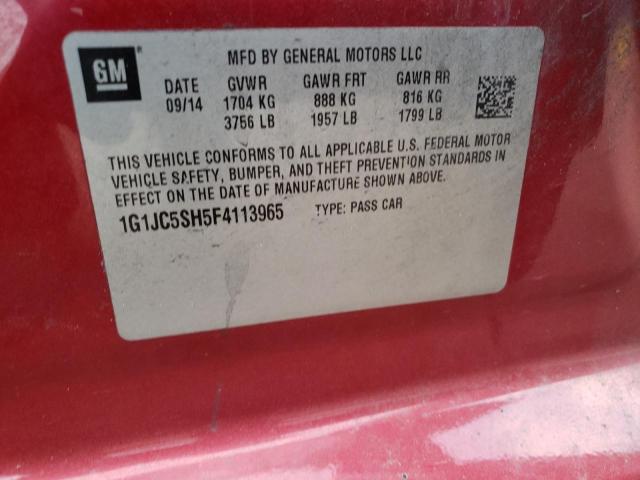 GM
MFD BY GENERAL MOTORS LLC
DATE GVWR GAWR FRT GAWR RR
09/14 1704 KG 888 KG 816 KG
3756 LB 1957 LB 1799 LB
THIS VEHICLE CONFORMS TO ALL APPLICABLE U.S. FEDERAL MOTOR
VEHICLE SAFETY, BUMPER, AND THEFT PREVENTION STANDARDS IN
EFFECT ON THE DATE OF MANUFACTURE SHOWN ABOVE.
1G1JC5SH5F4113965 TYPE: PASS CAR